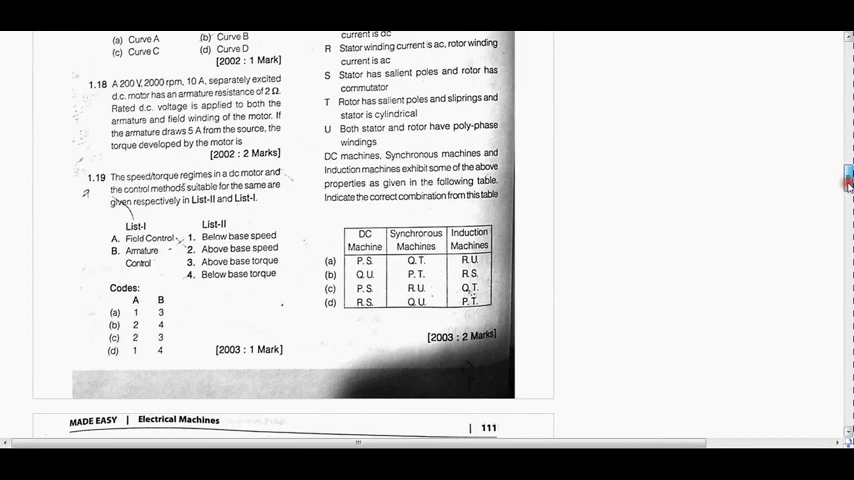 (a) Curve A (b) Curve B
(c) Curve C (d) Curve D
[2002 : 1 Mark]
1.18 A 200 V, 2000 rpm, 10 A, separately excited
d.c. motor has an armature resistance of 2 Ω.
Rated d.c. voltage is applied to both the
armature and field winding of the motor. If
the armature draws 5 A from the source, the
torque developed by the motor is
[2002 : 2 Marks]
1.19 The speed/torque regimes in a dc motor and
the control methods suitable for the same are
given respectively in List-II and List-I.
List-I List-II
A. Field Control 1. Below base speed
B. Armature 2. Above base speed
Control 3. Above base torque
4. Below base torque
Codes:
A B
(a) 1 3
(b) 2 4
(c) 2 3
(d) 1 4 [2003 : 1 Mark]
current is dc
R Stator winding current is ac, rotor winding
current is ac
S Stator has salient poles and rotor has
commutator
T Rotor has salient poles and sliprings and
stator is cylindrical
U Both stator and rotor have poly-phase
windings
DC machines, Synchronous machines and
Induction machines exhibit some of the above
properties as given in the following table.
Indicate the correct combination from this table
DC Synchronous Induction
Machine Machines Machines
(a) P.S. Q.T. R.U.
(b) Q.U. P.T. R.S.
(c) P.S. R.U. Q.T.
(d) R.S. Q.U. P.T.
[2003 : 2 Marks]
MADE EASY | Electrical Machines | 111